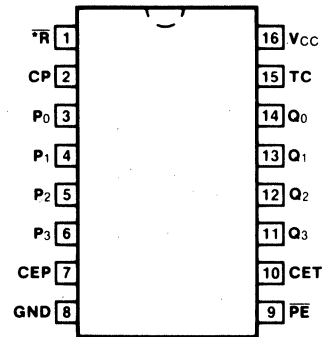 *R̅ 1 16 VCC
CP 2 15 TC
P0 3 14 Q0
P1 4 13 Q1
P2 5 12 Q2
P3 6 11 Q3
CEP 7 10 CET
GND 8 9 P̅E̅